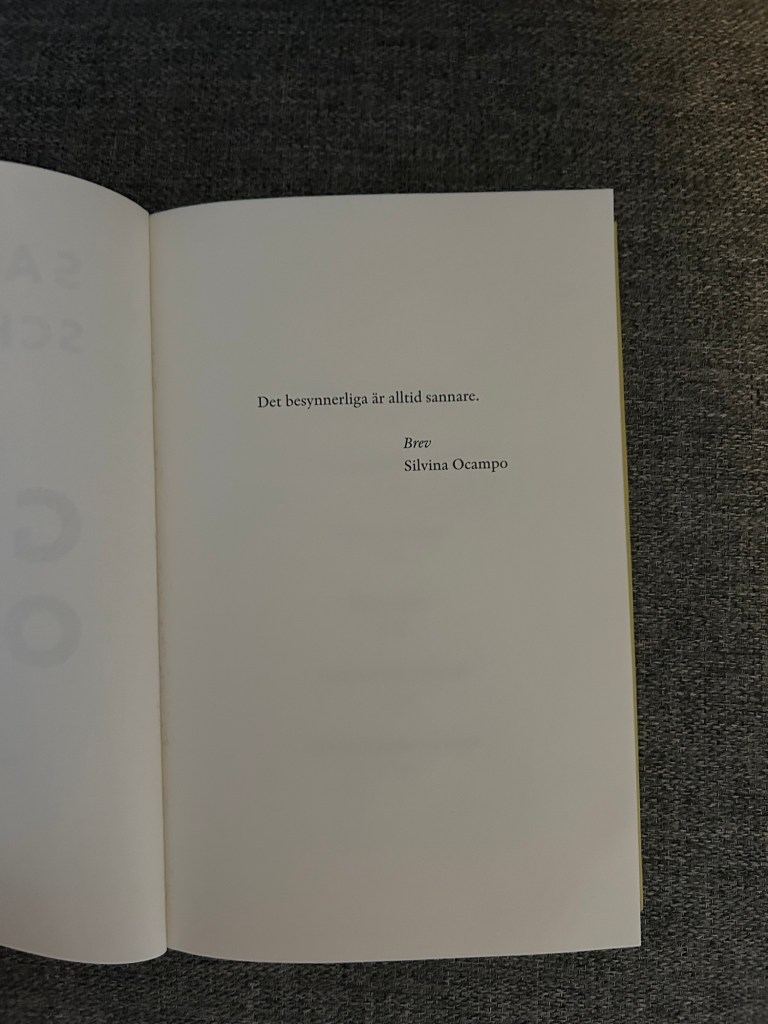 Det besynnerliga är alltid sannare.
Brev
Silvina Ocampo